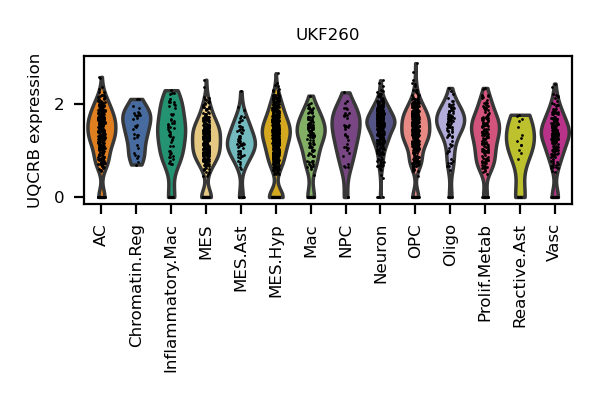 UKF260
UQCRB expression
2
0
AC
Chromatin.Reg
Inflammatory.Mac
MES
MES.Ast
MES.Hyp
Mac
NPC
Neuron
OPC
Oligo
Prolif.Metab
Reactive.Ast
Vasc